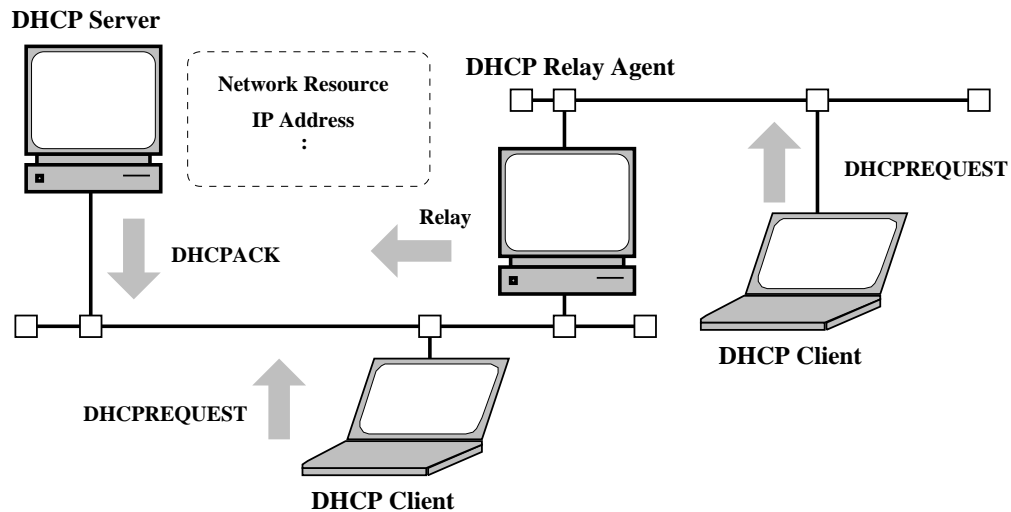 DHCP Server
Network Resource
IP Address
:
DHCP Relay Agent
DHCPREQUEST
Relay
DHCPACK
DHCP Client
DHCPREQUEST
DHCP Client